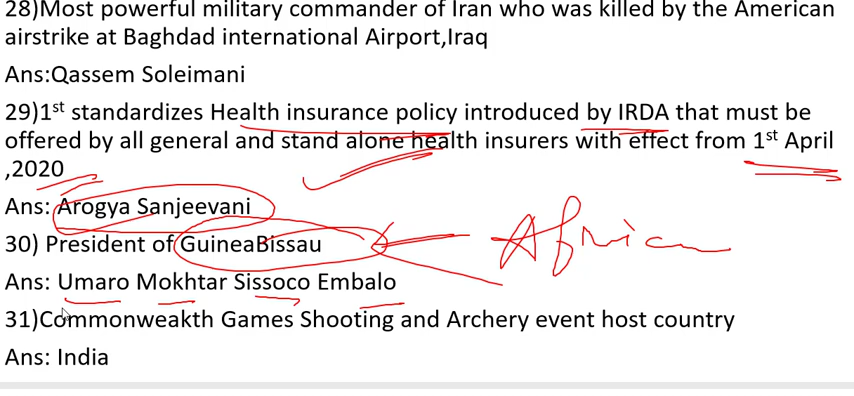 28)Most powerful military commander of Iran who was killed by the American
airstrike at Baghdad international Airport,Iraq
Ans:Qassem Soleimani
29)1st standardizes Health insurance policy introduced by IRDA that must be
offered by all general and stand alone health insurers with effect from 1st April
,2020
Ans: Arogya Sanjeevani
30) President of GuineaBissau
African
Ans: Umaro Mokhtar Sissoco Embalo
31)Commonweakth Games Shooting and Archery event host country
Ans: India